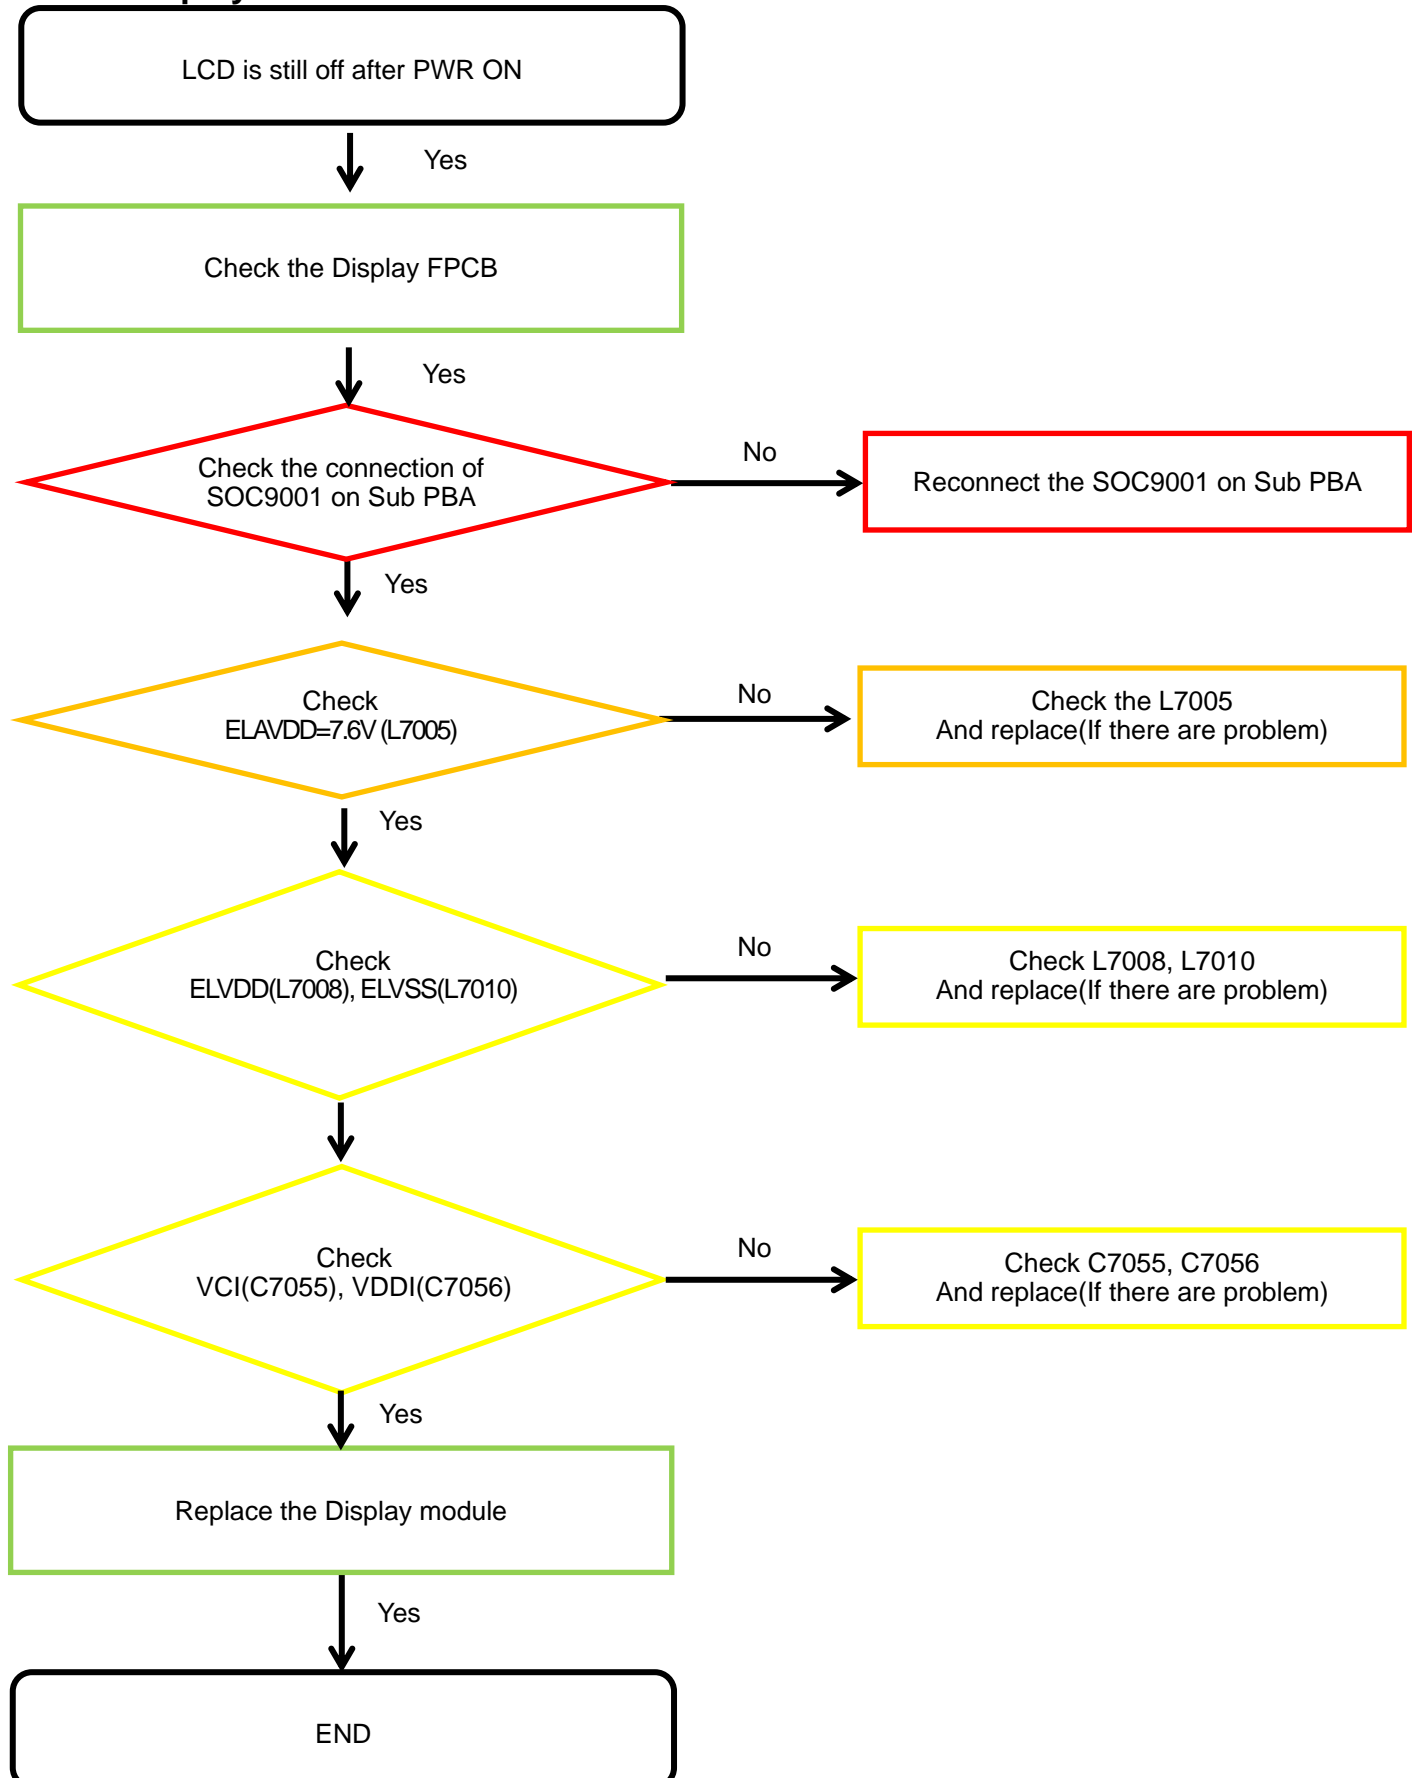 LCD is still off after PWR ON
Yes
Check the Display FPCB
Yes
Check the connection of
SOC9001 on Sub PBA
No
Reconnect the SOC9001 on Sub PBA
Yes
Check
ELAVDD=7.6V (L7005)
No
Check the L7005
And replace(If there are problem)
Yes
Check
ELVDD(L7008), ELVSS(L7010)
No
Check L7008, L7010
And replace(If there are problem)
Check
VCI(C7055), VDDI(C7056)
No
Check C7055, C7056
And replace(If there are problem)
Yes
Replace the Display module
Yes
END